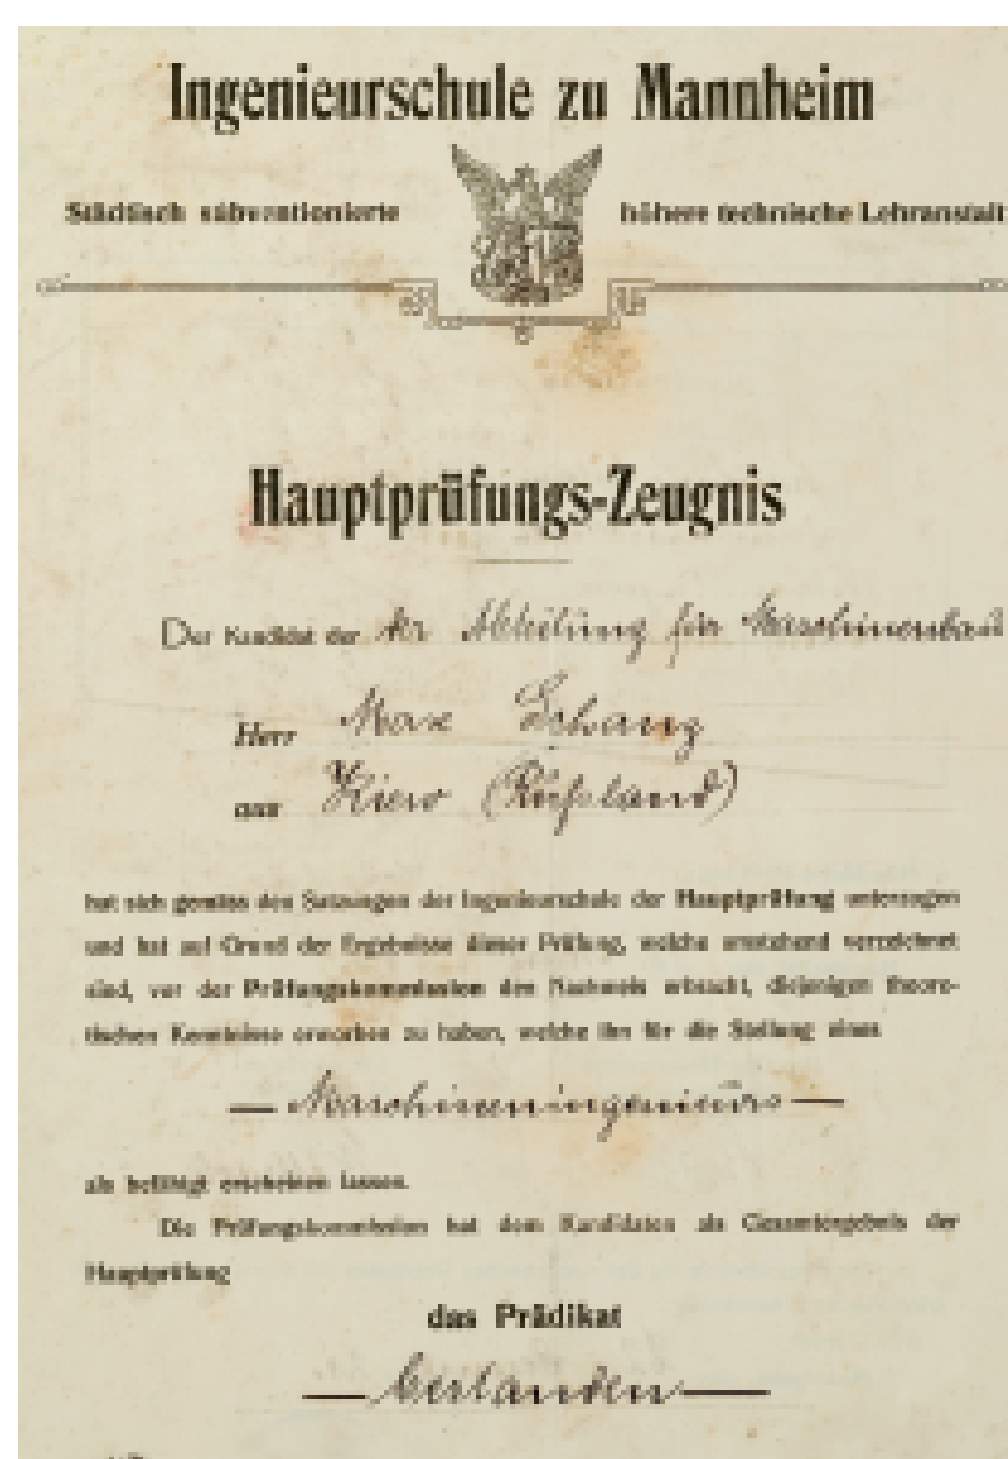 Ingenieurschule zu Mannheim
Städtisch subventionierte höhere technische Lehranstalt
Hauptprüfungs-Zeugnis
Der Kandidat der der Abteilung für Maschinenbau
Herr Max Schang
aus Kiew (Rußland)
hat sich gemäss den Satzungen der Ingenieurschule der Hauptprüfung unterzogen
und hat auf Grund der Ergebnisse dieser Prüfung, welche umstehend verzeichnet
sind, vor der Prüfungskommission den Nachweis erbracht, diejenigen theore-
tischen Kenntnisse erworben zu haben, welche ihn für die Stellung eines
— Maschineningenieurs —
als befähigt erscheinen lassen.
Die Prüfungskommission hat dem Kandidaten als Gesamtergebnis der
Hauptprüfung
das Prädikat
— bestanden —